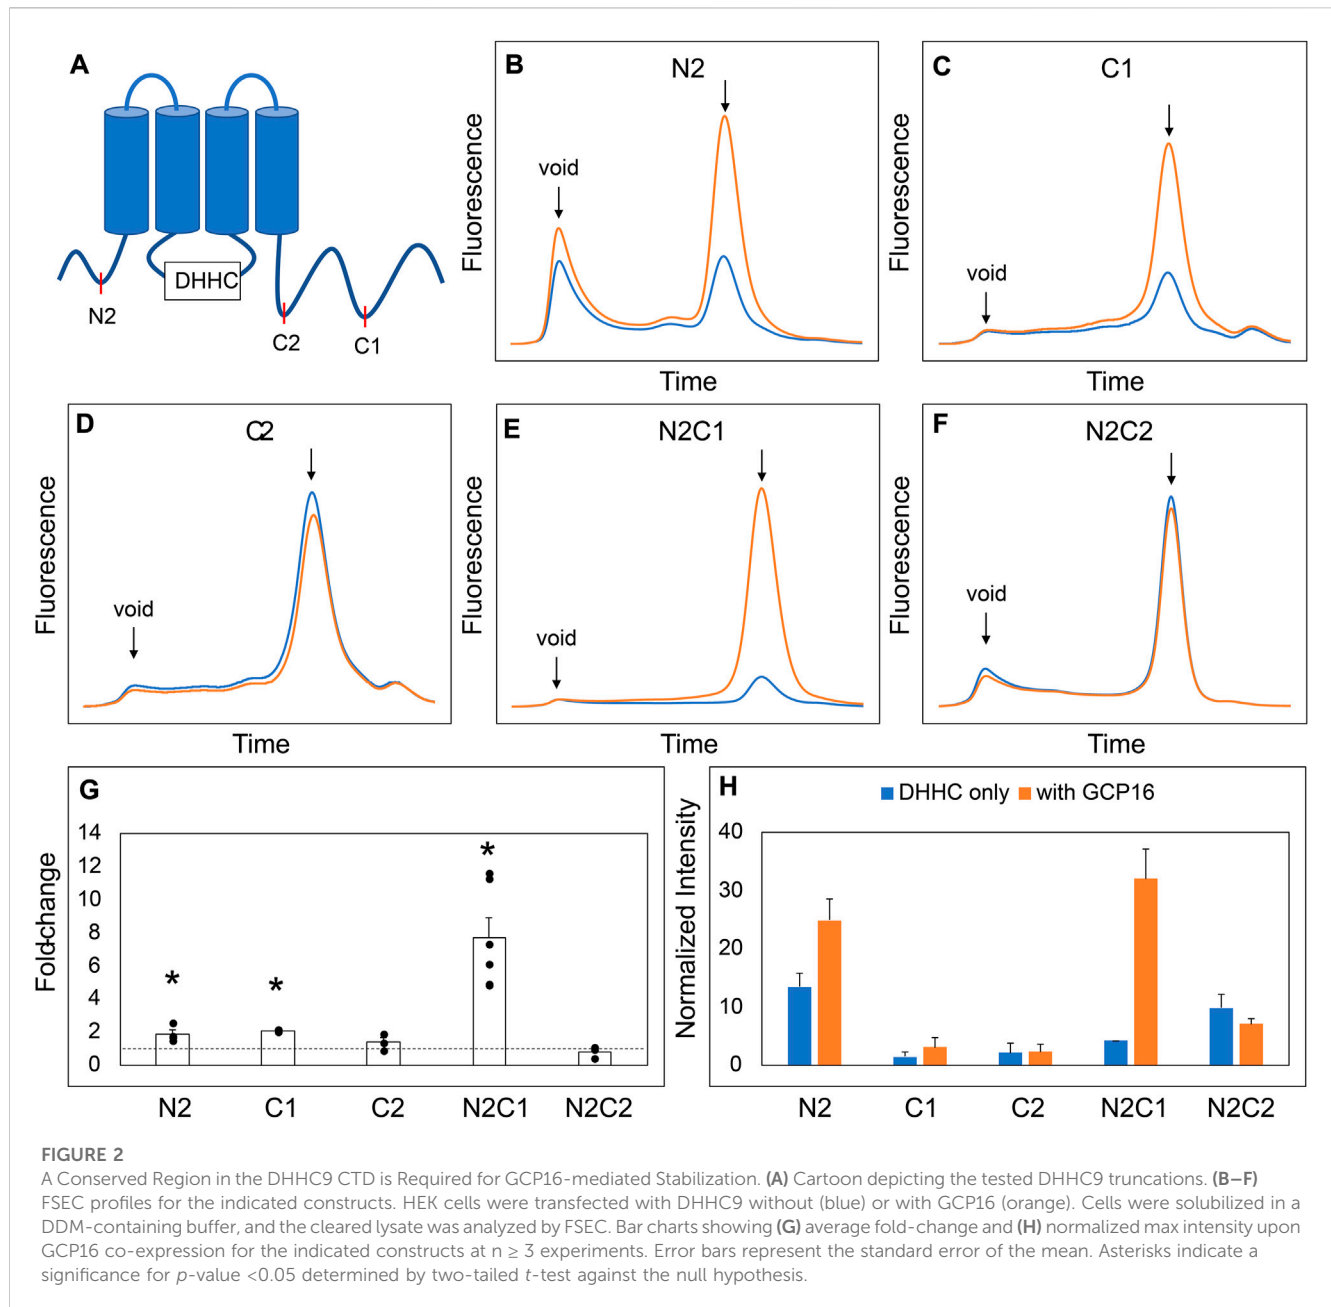 A
DHHC
N2
C2
C1
B
N2
void
Fluorescence
Time
C
C1
void
Fluorescence
Time
D
C2
void
Fluorescence
Time
E
N2C1
void
Fluorescence
Time
F
N2C2
void
Fluorescence
Time
G
Fold-change
14
12
10
8
6
4
2
0
*
*
*
N2 C1 C2 N2C1 N2C2
H
DHHC only with GCP16
Normalized Intensity
40
30
20
10
0
N2 C1 C2 N2C1 N2C2
FIGURE 2
A Conserved Region in the DHHC9 CTD is Required for GCP16-mediated Stabilization. (A) Cartoon depicting the tested DHHC9 truncations. (B–F)
FSEC profiles for the indicated constructs. HEK cells were transfected with DHHC9 without (blue) or with GCP16 (orange). Cells were solubilized in a
DDM-containing buffer, and the cleared lysate was analyzed by FSEC. Bar charts showing (G) average fold-change and (H) normalized max intensity upon
GCP16 co-expression for the indicated constructs at n ≥ 3 experiments. Error bars represent the standard error of the mean. Asterisks indicate a
significance for p-value <0.05 determined by two-tailed t-test against the null hypothesis.